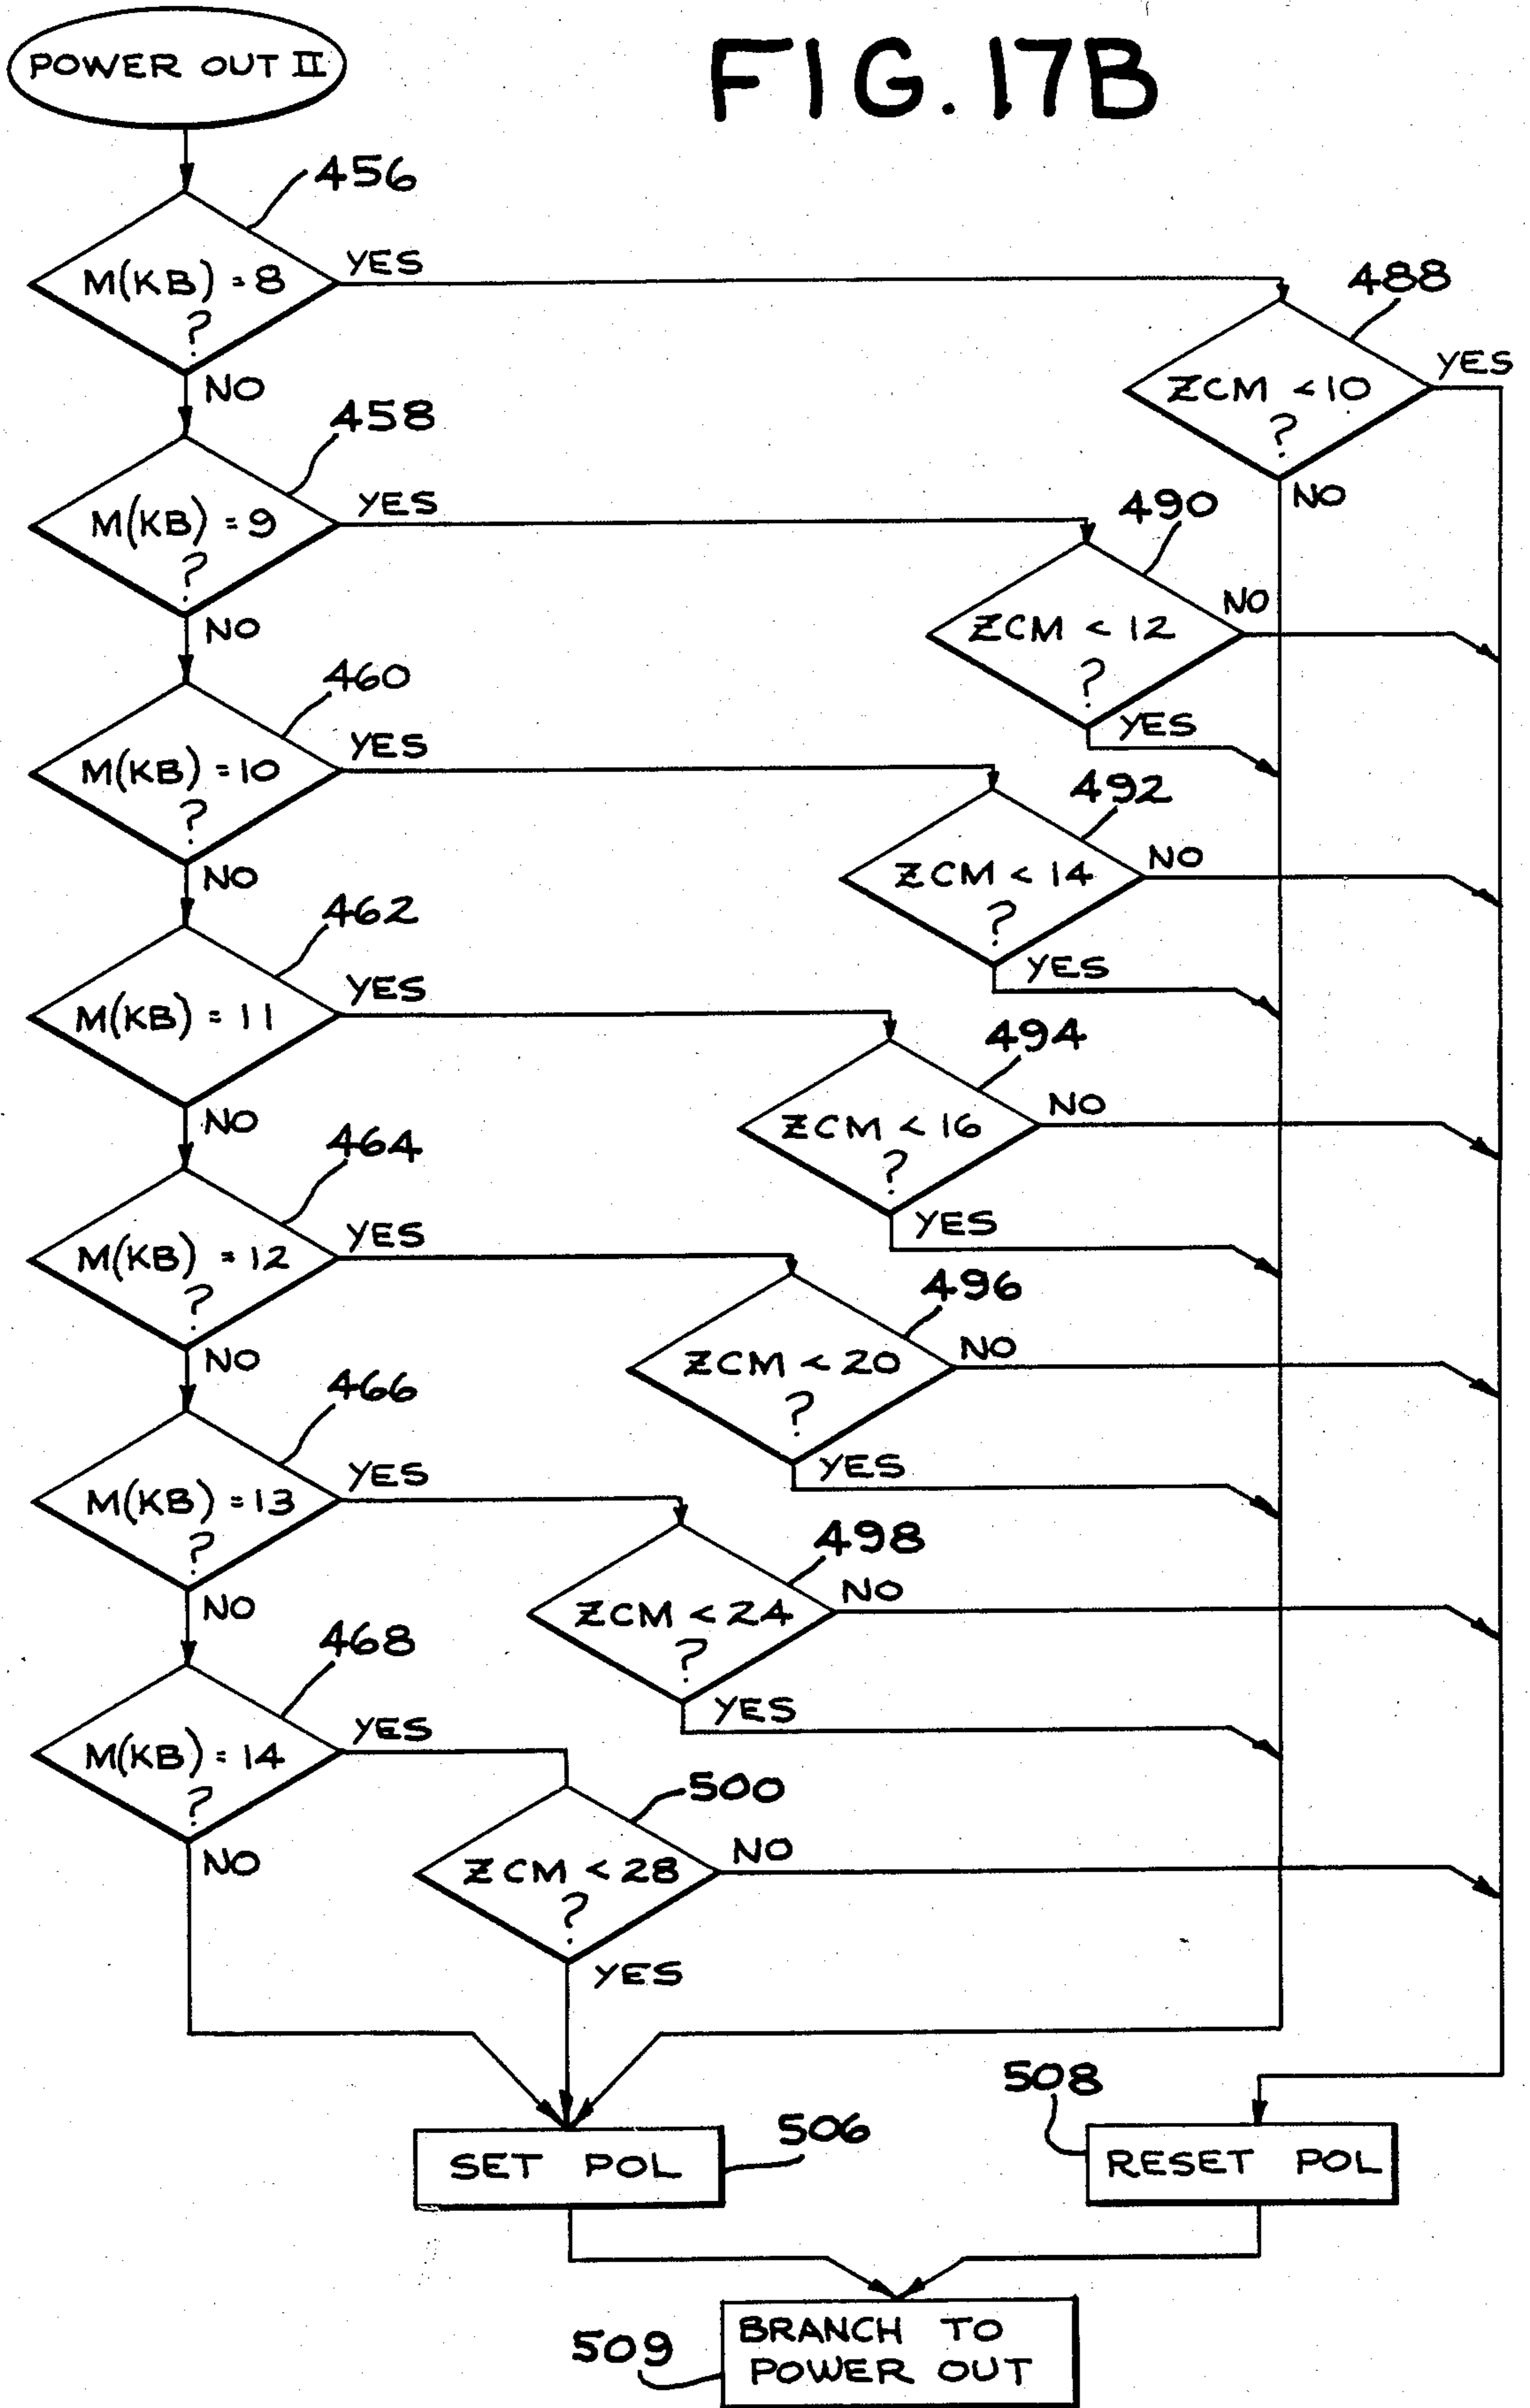 POWER OUT II
FIG. 17B
456
M(KB) = 8
?
YES
NO
488
ZCM < 10
?
YES
NO
458
M(KB) = 9
?
YES
NO
490
ZCM < 12
?
NO
YES
460
M(KB) = 10
?
YES
NO
492
ZCM < 14
?
NO
YES
462
M(KB) = 11
YES
NO
494
ZCM < 16
?
NO
YES
464
M(KB) = 12
?
YES
NO
496
ZCM < 20
?
NO
YES
466
M(KB) = 13
?
YES
NO
498
ZCM < 24
?
NO
YES
468
M(KB) = 14
?
YES
NO
500
ZCM < 28
?
NO
YES
SET POL
506
508
RESET POL
509
BRANCH TO
POWER OUT